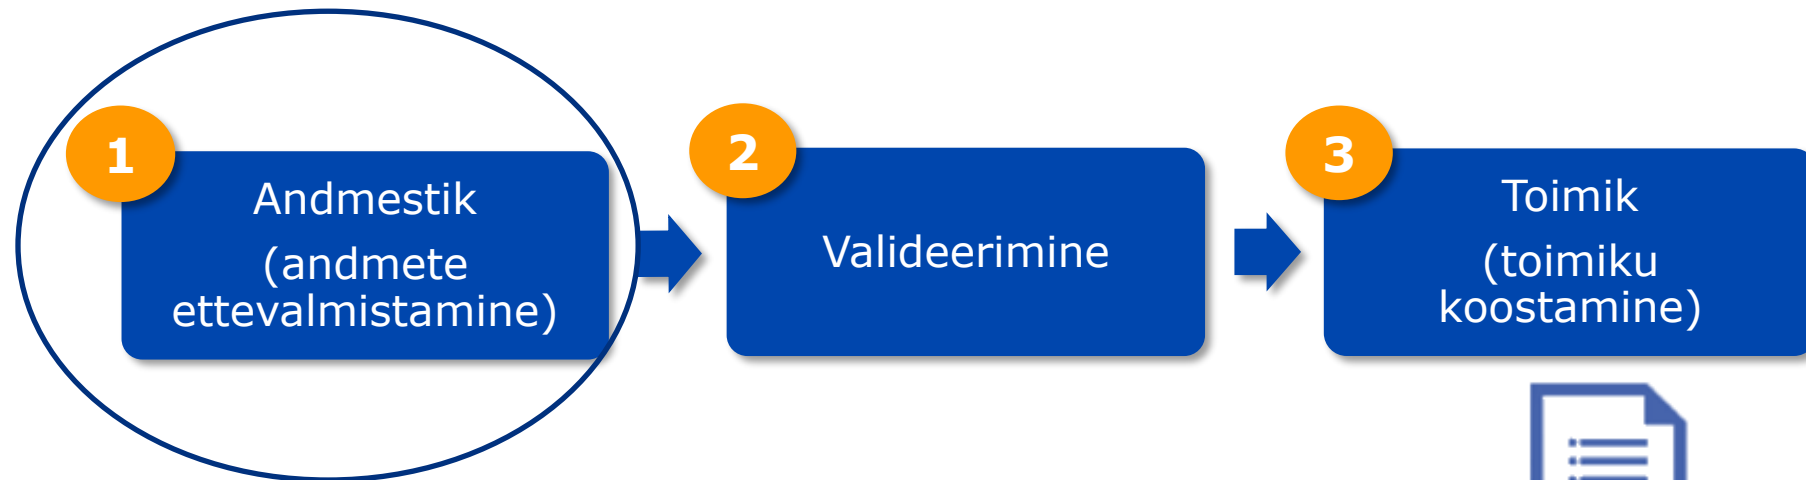 1
Andmestik
(andmete
ettevalmistamine)
2
Valideerimine
3
Toimik
(toimiku
koostamine)